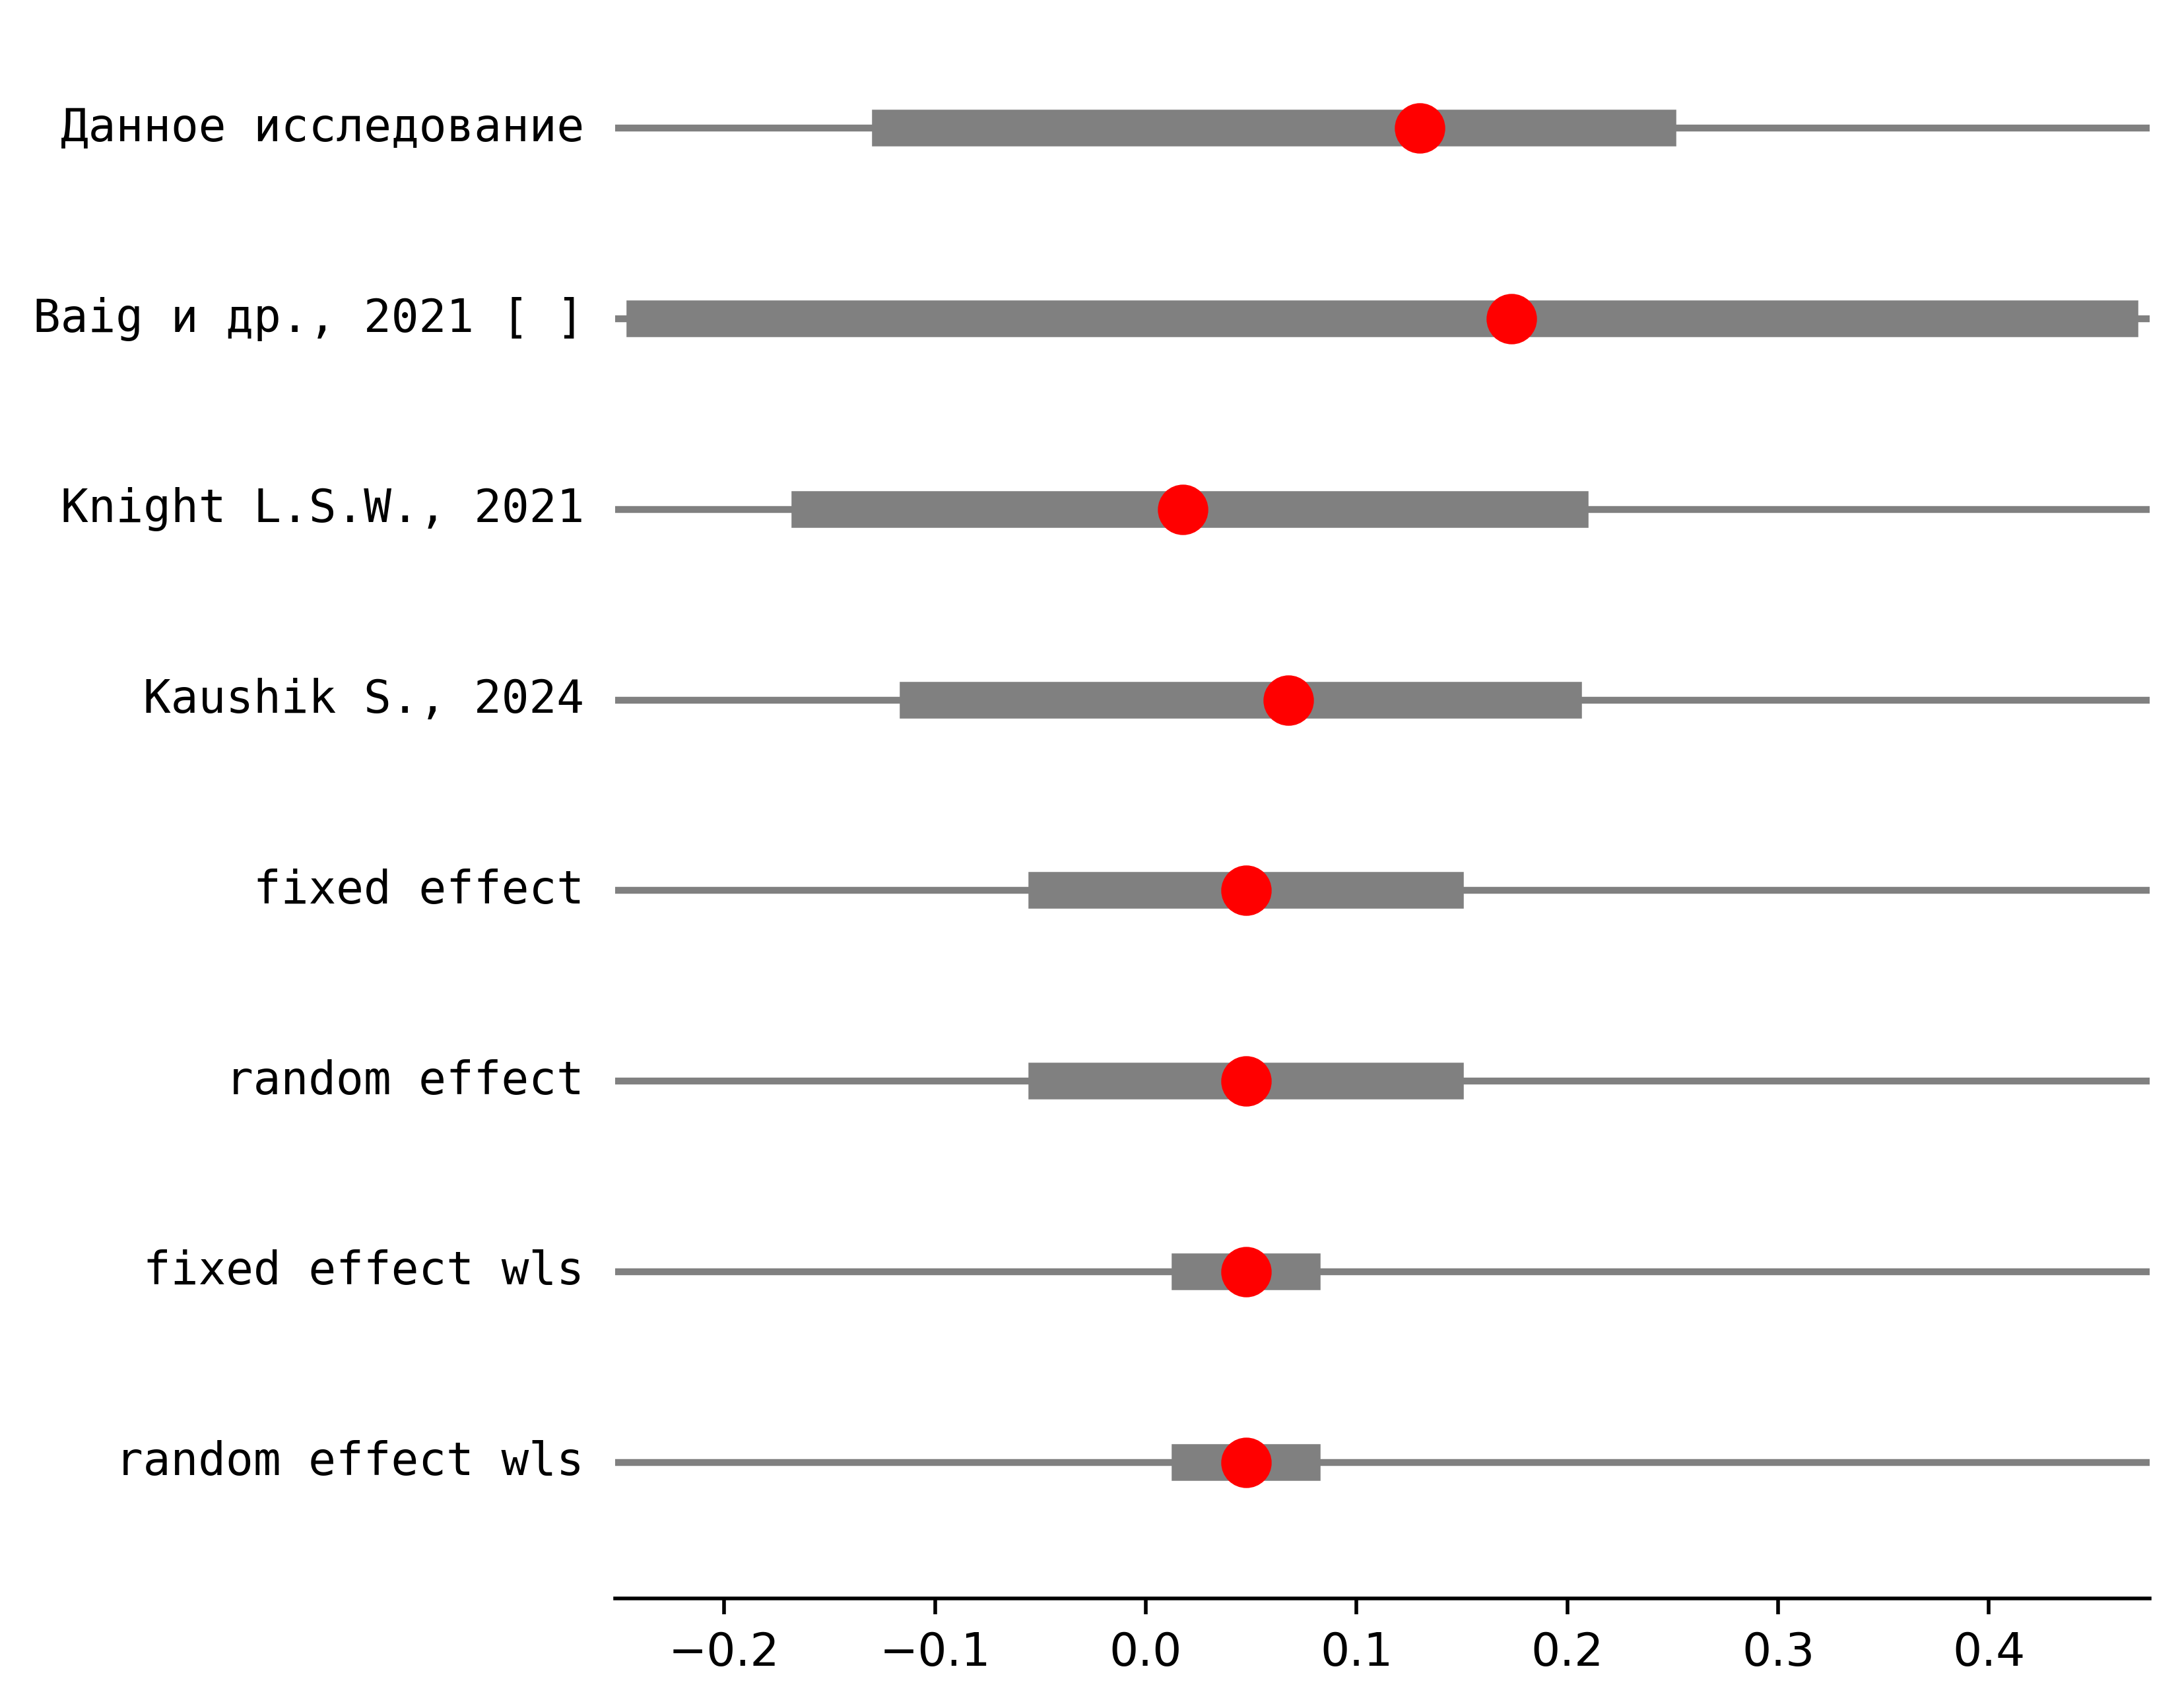 Данное исследование
Baig и др., 2021 [ ]
Knight L.S.W., 2021
Kaushik S., 2024
fixed effect
random effect
fixed effect wls
random effect wls
−0.2 −0.1 0.0 0.1 0.2 0.3 0.4